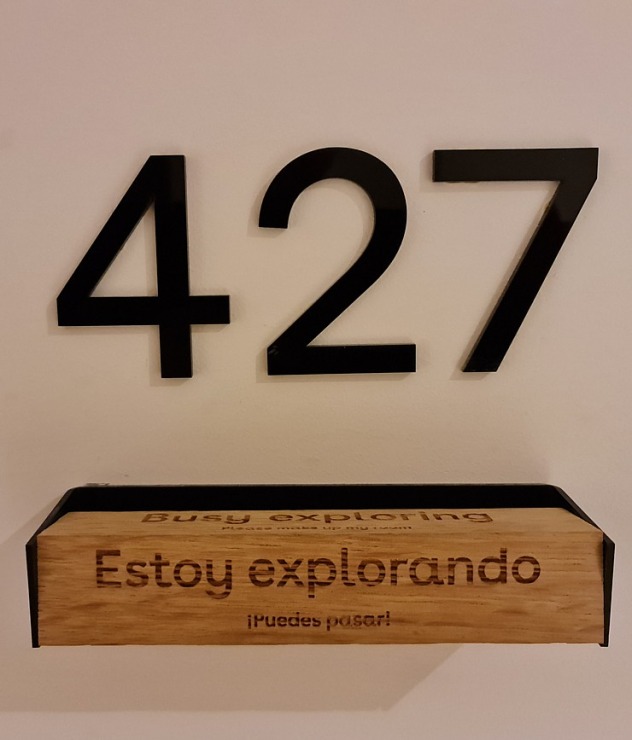 427
Busy exploring
Please make up my room
Estoy explorando
¡Puedes pasar!